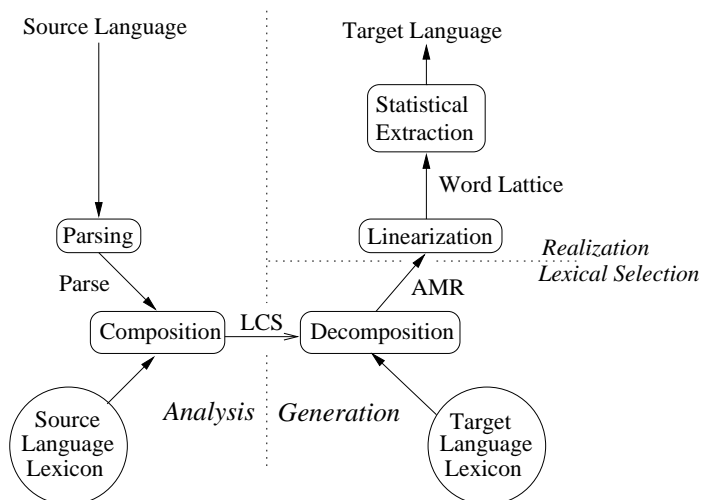 Source Language
Target Language
Statistical
Extraction
Word Lattice
Parsing
Linearization
Realization
Lexical Selection
Parse
AMR
Composition
LCS
Decomposition
Analysis
Generation
Source
Language
Lexicon
Target
Language
Lexicon